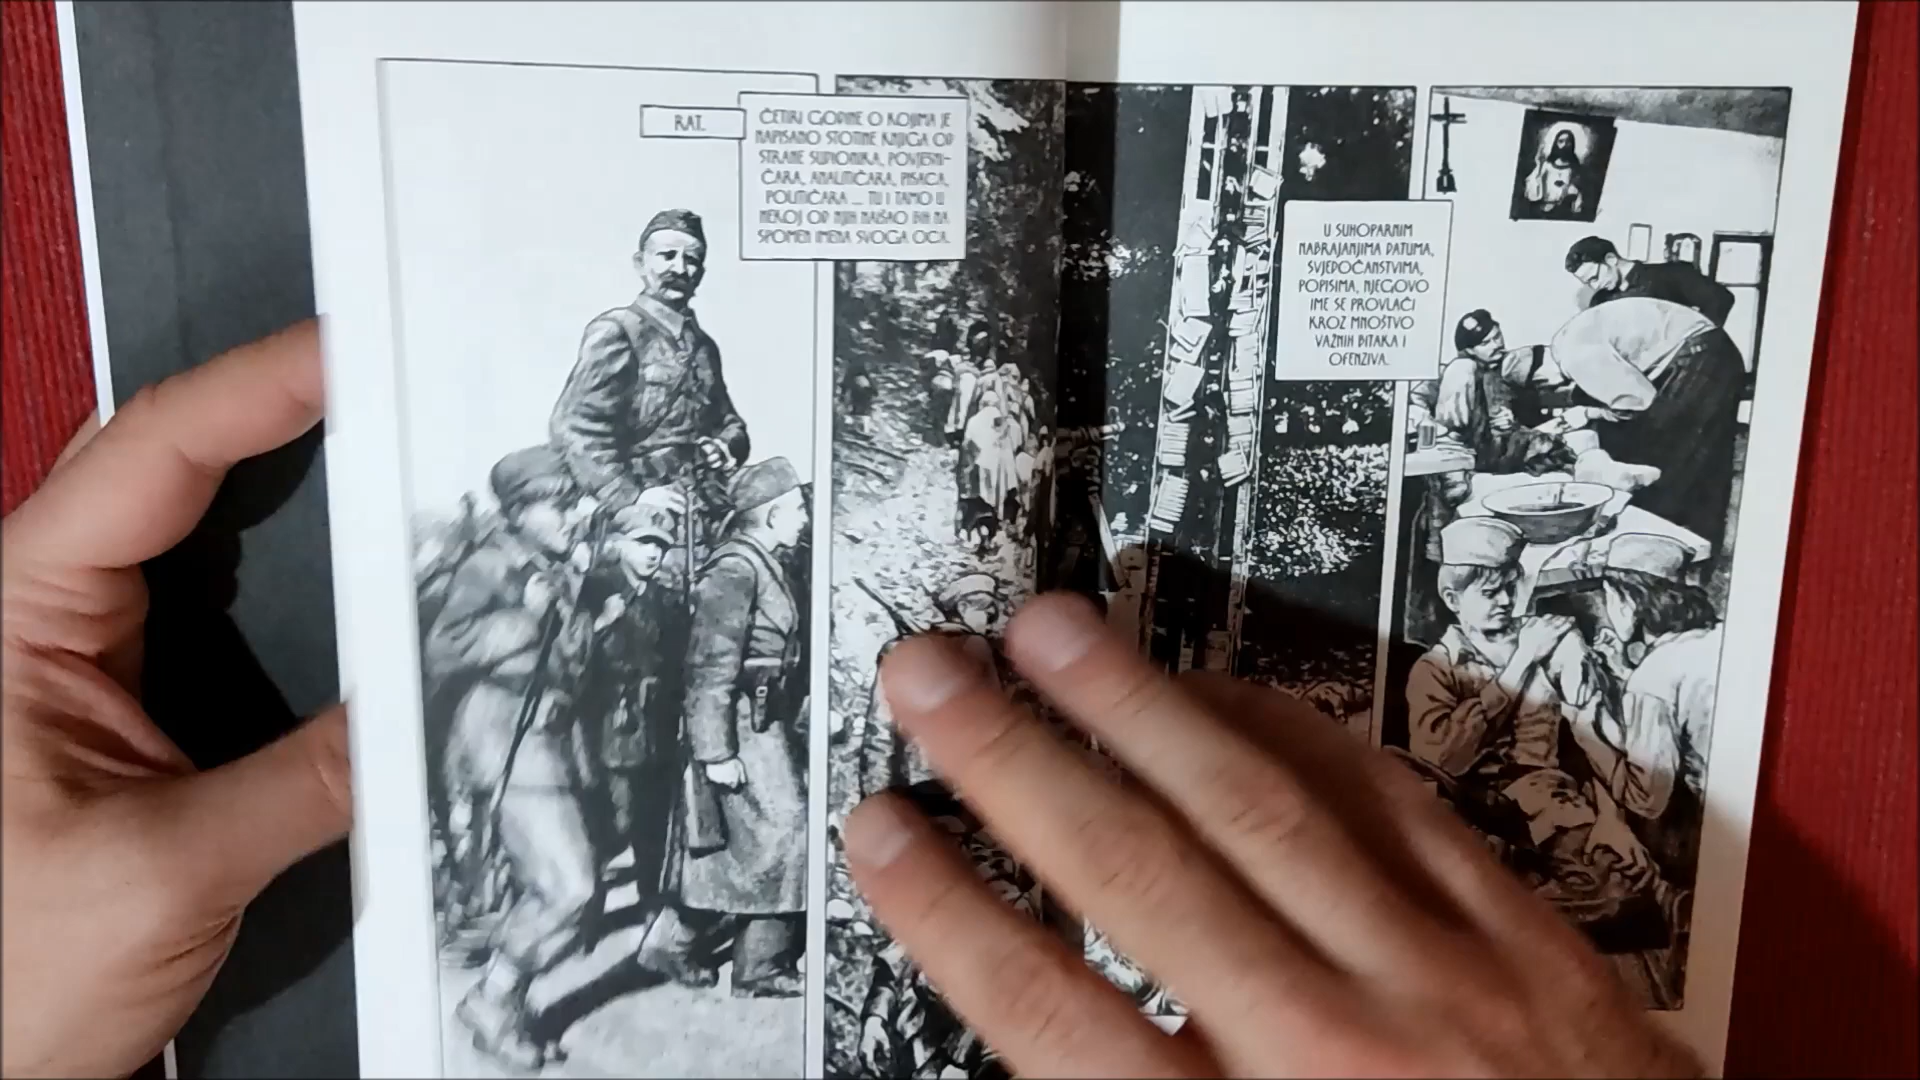 RAT.
ČETIRI GODINE O KOJIMA JE
NAPISANO STOTINE KNJIGA OD
STRANE SUDIONIKA, POVJESNI-
ČARA, ANALITIČARA, PISACA,
POLITIČARA ... TU I TAMO U
NEKOJ OD NJIH NAIŠAO BIH NA
SPOMEN IMENA SVOGA OCA.
U SUHOPARNIM
NABRAJANJIMA DATUMA,
SVJEDOČANSTVIMA,
POPISIMA, NJEGOVO
IME SE PROVLAČI
KROZ MNOŠTVO
VAŽNIH BITAKA I
OFENZIVA.